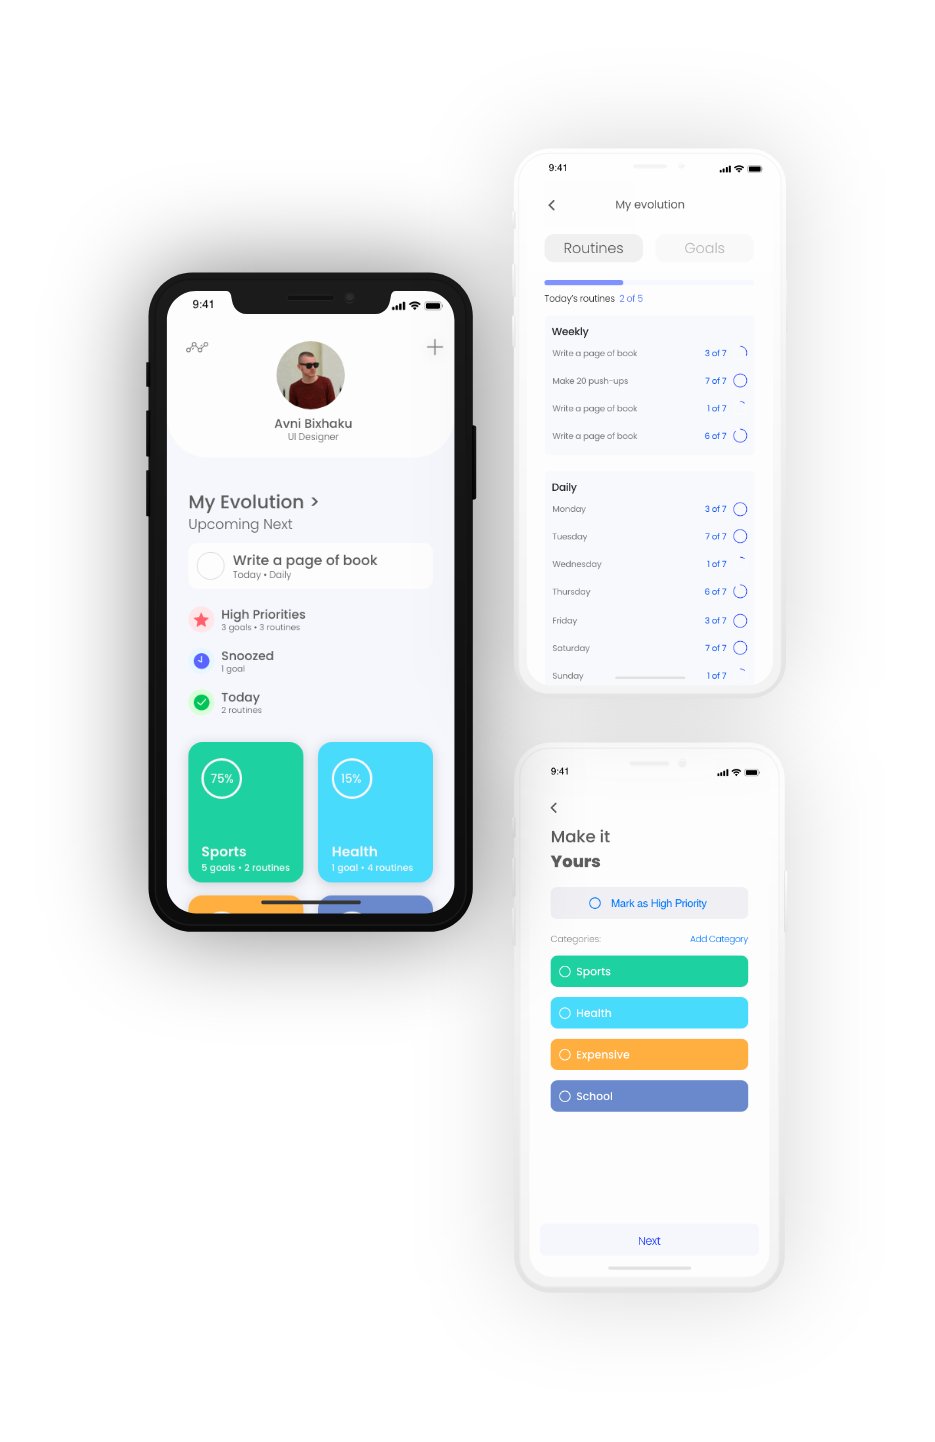 9:41
Avni Bixhaku
UI Designer
My Evolution >
Upcoming Next
Write a page of book
Today • Daily
High Priorities
3 goals • 3 routines
Snoozed
1 goal
Today
2 routines
75%
15%
Sports
Health
5 goals • 2 routines
1 goal • 4 routines
9:41
My evolution
Routines Goals
Today's routines 2 of 5
Weekly
Write a page of book 3 of 7
Make 20 push-ups 7 of 7
Write a page of book 1 of 7
Write a page of book 6 of 7
Daily
Monday 3 of 7
Tuesday 7 of 7
Wednesday 1 of 7
Thursday 6 of 7
Friday 3 of 7
Saturday 7 of 7
Sunday 1 of 7
9:41
Make it
Yours
Mark as High Priority
Categories: Add Category
Sports
Health
Expensive
School
Next